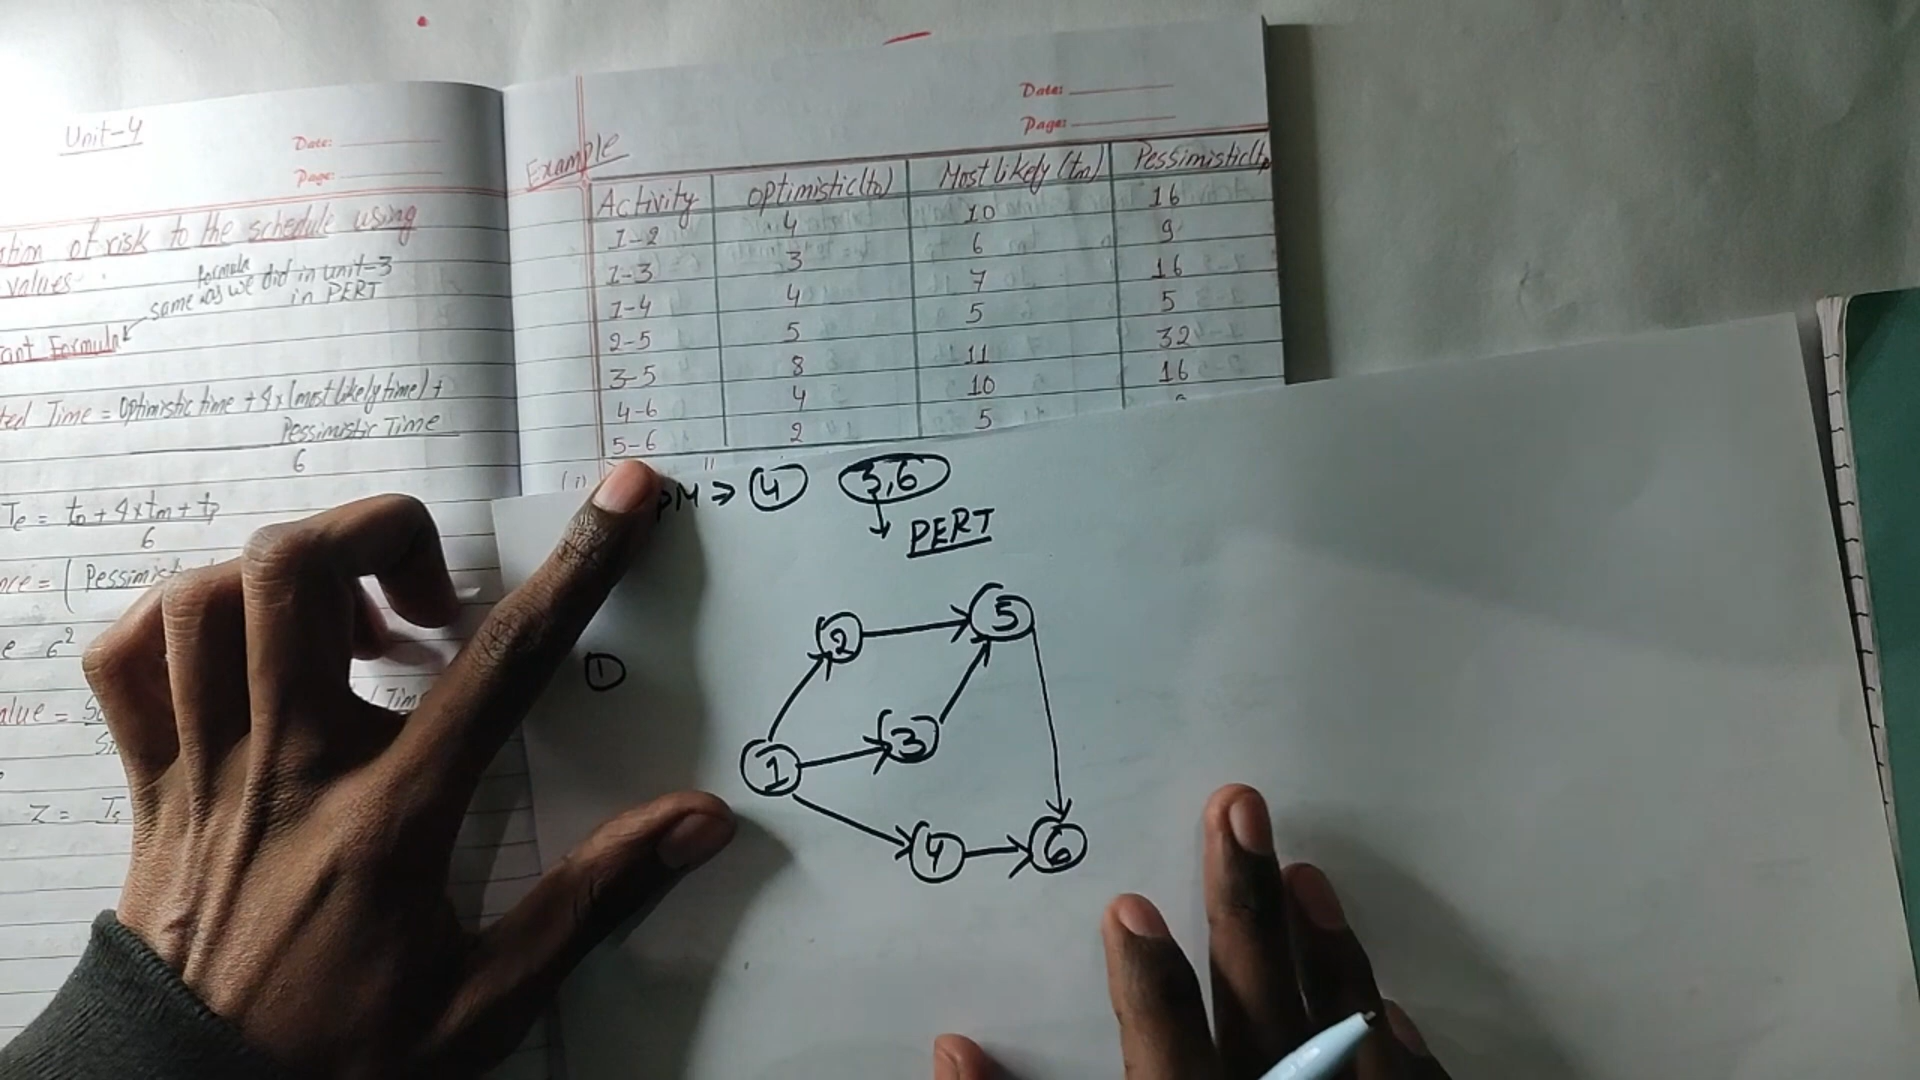 Unit-4
Date:
Page:
of risk to the schedule using
values.
formula
same as we did in unit-3
in PERT
Formula
Time = Optimistic time + 4 x (most likely time) +
Pessimistic Time
6
Te = to + 4xtm + tp
6
= ( Pessimistic
6²
=
Z = Ts
Date:
Page:
Example
Activity Optimistic (to) Most likely (tm) Pessimistic (tp
1-2 4 10 16
1-3 3 6 9
1-4 4 7 16
2-5 5 5 5
3-5 8 11 32
4-6 4 10 16
5-6 2 5
(i)
PM => 4 3,6
PERT
1
2 5
3
1
4 6